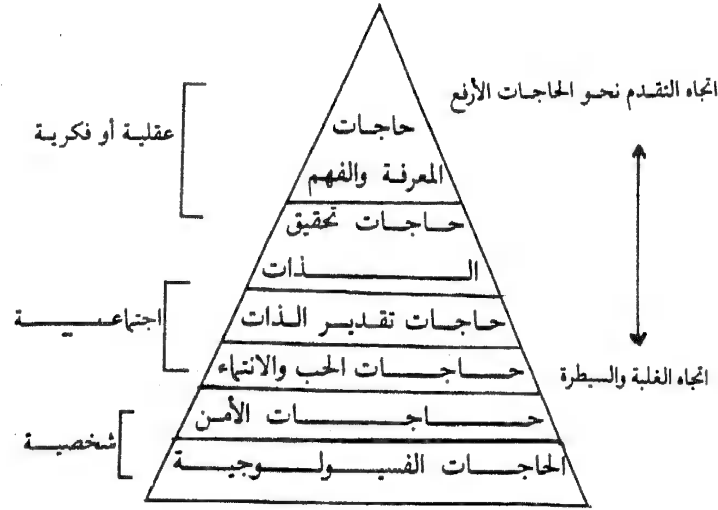 اتجاه التقدم نحو الحاجات الأرفع
حاجات
المعرفة والفهم
عقلية أو فكرية
حاجات تحقيق
الذات
حاجات تقدير الذات
اجتماعية
حاجات الحب والانتماء
اتجاه الغلبة والسيطرة
حاجات الأمن
شخصية
الحاجات الفسيولوجية